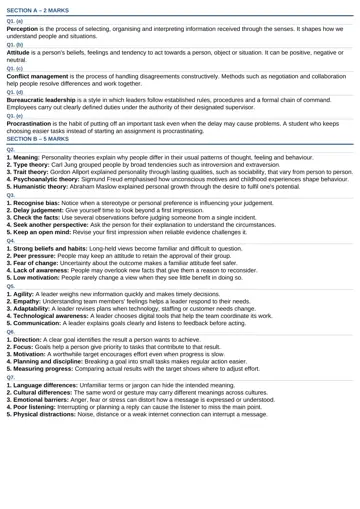 SECTION A – 2 MARKS
Q1. (a)
Perception is the process of selecting, organising and interpreting information received through the senses. It shapes how we
understand people and situations.
Q1. (b)
Attitude is a person's beliefs, feelings and tendency to act towards a person, object or situation. It can be positive, negative or
neutral.
Q1. (c)
Conflict management is the process of handling disagreements constructively. Methods such as negotiation and collaboration
help people resolve differences and work together.
Q1. (d)
Bureaucratic leadership is a style in which leaders follow established rules, procedures and a formal chain of command.
Employees carry out clearly defined duties under the authority of their designated supervisor.
Q1. (e)
Procrastination is the habit of putting off an important task even when the delay may cause problems. A student who keeps
choosing easier tasks instead of starting an assignment is procrastinating.
SECTION B – 5 MARKS
Q2.
1. Meaning: Personality theories explain why people differ in their usual patterns of thought, feeling and behaviour.
2. Type theory: Carl Jung grouped people by broad tendencies such as introversion and extraversion.
3. Trait theory: Gordon Allport explained personality through lasting qualities, such as sociability, that vary from person to person.
4. Psychoanalytic theory: Sigmund Freud emphasised how unconscious motives and childhood experiences shape behaviour.
5. Humanistic theory: Abraham Maslow explained personal growth through the desire to fulfil one's potential.
Q3.
1. Recognise bias: Notice when a stereotype or personal preference is influencing your judgement.
2. Delay judgement: Give yourself time to look beyond a first impression.
3. Check the facts: Use several observations before judging someone from a single incident.
4. Seek another perspective: Ask the person for their explanation to understand the circumstances.
5. Keep an open mind: Revise your first impression when reliable evidence challenges it.
Q4.
1. Strong beliefs and habits: Long-held views become familiar and difficult to question.
2. Peer pressure: People may keep an attitude to retain the approval of their group.
3. Fear of change: Uncertainty about the outcome makes a familiar attitude feel safer.
4. Lack of awareness: People may overlook new facts that give them a reason to reconsider.
5. Low motivation: People rarely change a view when they see little benefit in doing so.
Q5.
1. Agility: A leader weighs new information quickly and makes timely decisions.
2. Empathy: Understanding team members' feelings helps a leader respond to their needs.
3. Adaptability: A leader revises plans when technology, staffing or customer needs change.
4. Technological awareness: A leader chooses digital tools that help the team coordinate its work.
5. Communication: A leader explains goals clearly and listens to feedback before acting.
Q6.
1. Direction: A clear goal identifies the result a person wants to achieve.
2. Focus: Goals help a person give priority to tasks that contribute to that result.
3. Motivation: A worthwhile target encourages effort even when progress is slow.
4. Planning and discipline: Breaking a goal into small tasks makes regular action easier.
5. Measuring progress: Comparing actual results with the target shows where to adjust effort.
Q7.
1. Language differences: Unfamiliar terms or jargon can hide the intended meaning.
2. Cultural differences: The same word or gesture may carry different meanings across cultures.
3. Emotional barriers: Anger, fear or stress can distort how a message is expressed or understood.
4. Poor listening: Interrupting or planning a reply can cause the listener to miss the main point.
5. Physical distractions: Noise, distance or a weak internet connection can interrupt a message.